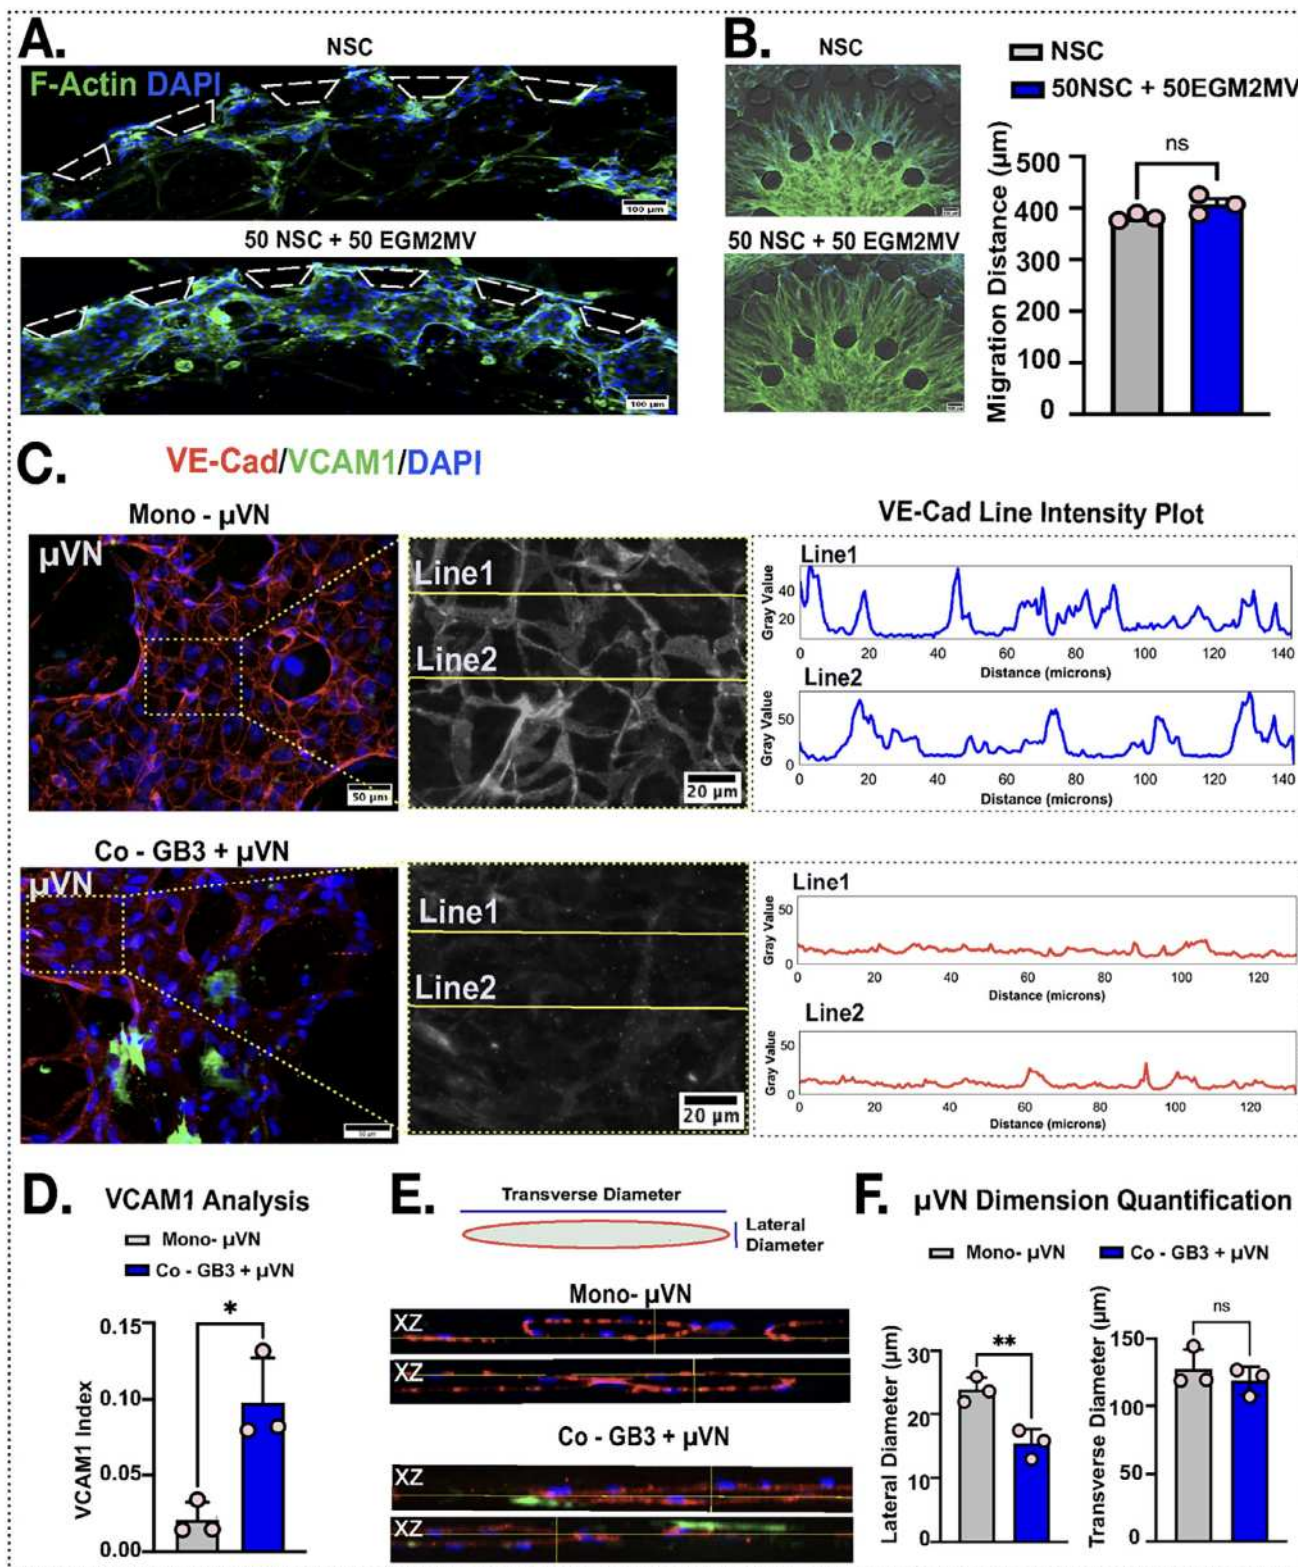 A.
NSC
F-Actin DAPI
100 µm
50 NSC + 50 EGM2MV
100 µm
B.
NSC
50 NSC + 50 EGM2MV
NSC
50NSC + 50EGM2MV
Migration Distance (µm)
500
400
300
200
100
0
ns
C.
VE-Cad/VCAM1/DAPI
Mono - µVN
µVN
50 µm
Line1
Line2
20 µm
VE-Cad Line Intensity Plot
Line1
Gray Value
40
20
0 20 40 60 80 100 120 140
Distance (microns)
Line2
Gray Value
50
0
0 20 40 60 80 100 120 140
Distance (microns)
Co - GB3 + µVN
µVN
Line1
Line2
20 µm
Line1
Gray Value
50
0
0 20 40 60 80 100 120
Distance (microns)
Line2
Gray Value
50
0
0 20 40 60 80 100 120
Distance (microns)
D.
VCAM1 Analysis
Mono- µVN
Co - GB3 + µVN
VCAM1 Index
0.15
0.10
0.05
0.00
*
E.
Transverse Diameter
Lateral
Diameter
Mono- µVN
XZ
XZ
Co - GB3 + µVN
XZ
XZ
F.
µVN Dimension Quantification
Mono- µVN
Co - GB3 + µVN
Lateral Diameter (µm)
30
20
10
0
**
Transverse Diameter (µm)
150
100
50
0
ns